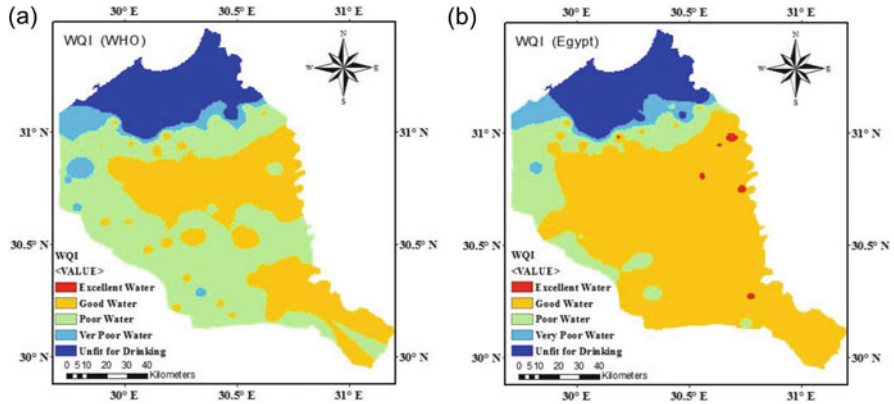 (a)
WQI (WHO)
30° E 30.5° E 31° E
N
W E
S
31° N
30.5° N
30° N
31° N
30.5° N
30° N
WQI
<VALUE>
Excellent Water
Good Water
Poor Water
Ver Poor Water
Unfit for Drinking
0 5 10 20 30 40
Kilometers
30° E 30.5° E 31° E
(b)
WQI (Egypt)
30° E 30.5° E 31° E
N
W E
S
31° N
30.5° N
30° N
31° N
30.5° N
30° N
WQI
<VALUE>
Excellent Water
Good Water
Poor Water
Very Poor Water
Unfit for Drinking
0 5 10 20 30 40
Kilometers
30° E 30.5° E 31° E